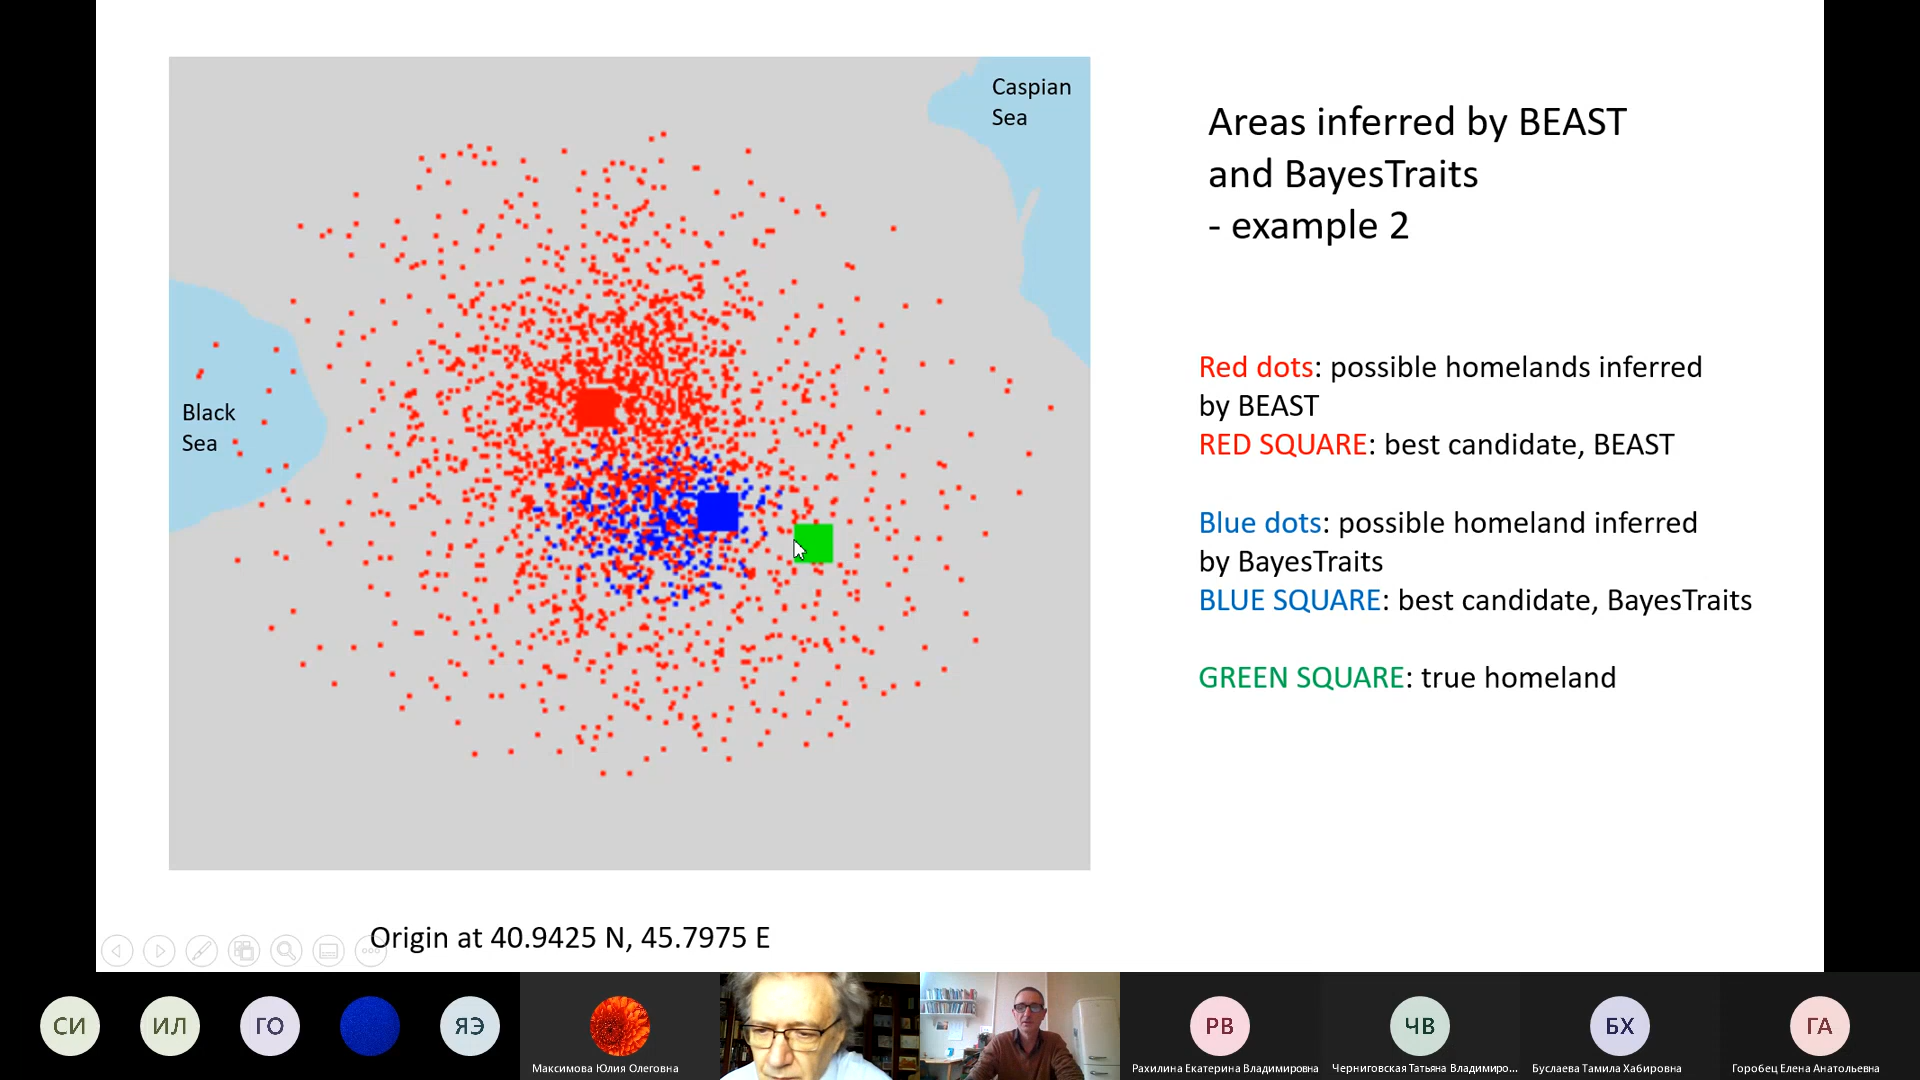 Caspian
Sea
Black
Sea
Areas inferred by BEAST
and BayesTraits
- example 2
Red dots: possible homelands inferred
by BEAST
RED SQUARE: best candidate, BEAST
Blue dots: possible homeland inferred
by BayesTraits
BLUE SQUARE: best candidate, BayesTraits
GREEN SQUARE: true homeland
Origin at 40.9425 N, 45.7975 E
СИ
ИЛ
ГО
ЯЭ
Максимова Юлия Олеговна
РВ
Рахилина Екатерина Владимировна
ЧВ
Черниговская Татьяна Владимиро...
БХ
Буслаева Тамила Хабировна
ГА
Горобец Елена Анатольевна